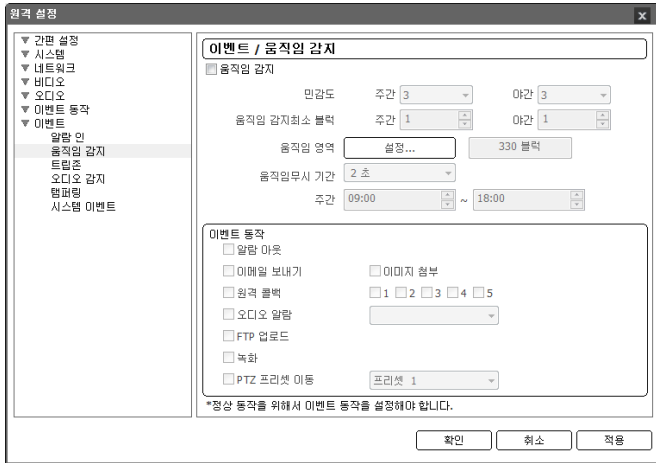 원격 설정
x
간편 설정
시스템
네트워크
비디오
오디오
이벤트 동작
이벤트
알람 인
움직임 감지
트립존
오디오 감지
탬퍼링
시스템 이벤트
이벤트 / 움직임 감지
움직임 감지
민감도 주간 3 야간 3
움직임 감지최소 블럭 주간 1 야간 1
움직임 영역 설정... 330 블럭
움직임무시 기간 2 초
주간 09:00 ~ 18:00
이벤트 동작
알람 아웃
이메일 보내기 이미지 첨부
원격 콜백 1 2 3 4 5
오디오 알람
FTP 업로드
녹화
PTZ 프리셋 이동 프리셋 1
*정상 동작을 위해서 이벤트 동작을 설정해야 합니다.
확인 취소 적용